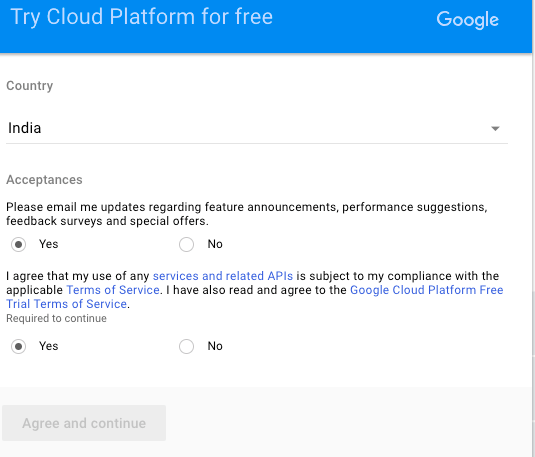 Try Cloud Platform for free
Google
Country
India
Acceptances
Please email me updates regarding feature announcements, performance suggestions,
feedback surveys and special offers.
Yes No
I agree that my use of any services and related APIs is subject to my compliance with the
applicable Terms of Service. I have also read and agree to the Google Cloud Platform Free
Trial Terms of Service.
Required to continue
Yes No
Agree and continue